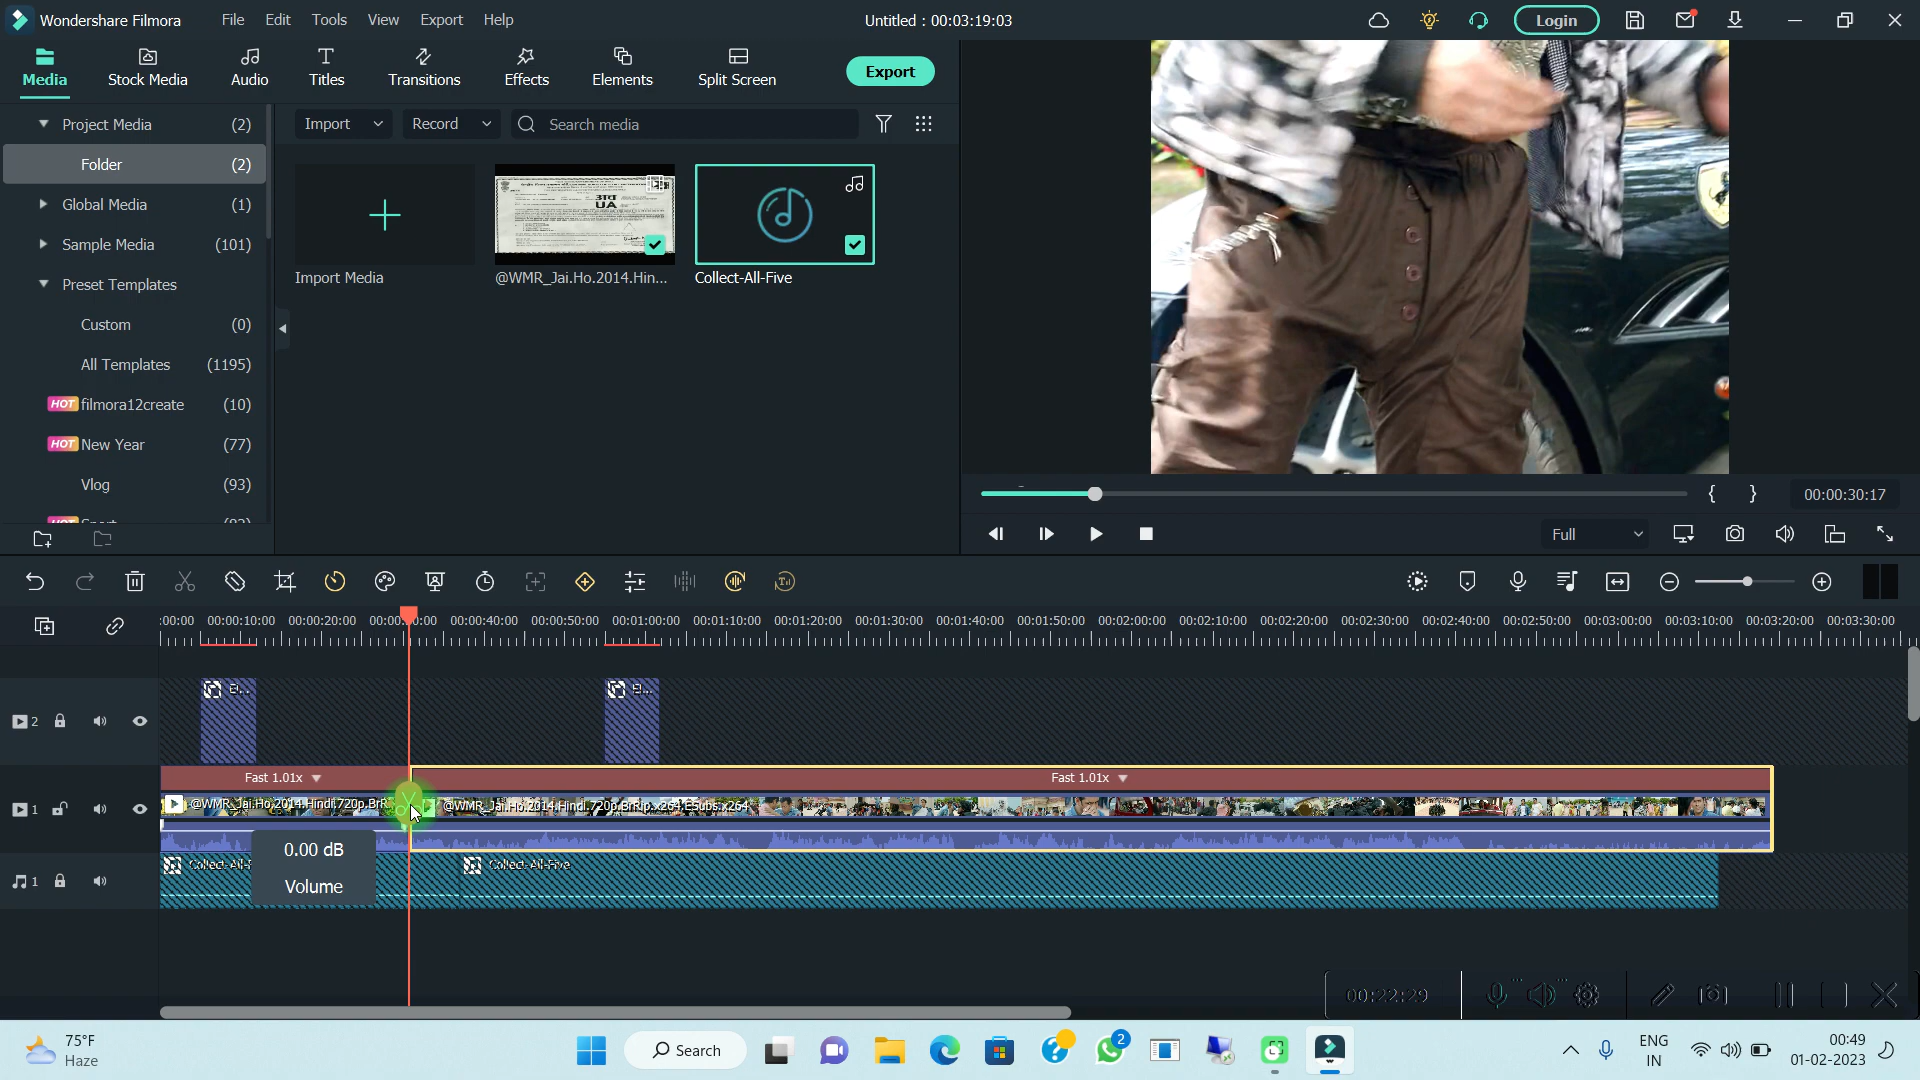 Wondershare Filmora
File
Edit
Tools
View
Export
Help
Untitled : 00:03:19:03
Login
Media
Stock Media
Audio
Titles
Transitions
Effects
Elements
Split Screen
Export
Project Media (2)
Folder (2)
Global Media (1)
Sample Media (101)
Preset Templates
Custom (0)
All Templates (1195)
HOT filmora12create (10)
HOT New Year (77)
Vlog (93)
Import
Record
Search media
UA
Import Media
@WMR_Jai.Ho.2014.Hin...
Collect-All-Five
00:00:30:17
Full
:00:00 00:00:10:00 00:00:20:00 00:00:40:00 00:00:50:00 00:01:00:00 00:01:10:00 00:01:20:00 00:01:30:00 00:01:40:00 00:01:50:00 00:02:00:00 00:02:10:00 00:02:20:00 00:02:30:00 00:02:40:00 00:02:50:00 00:03:00:00 00:03:10:00 00:03:20:00 00:03:30:00
2
Fast 1.01x
Fast 1.01x
1
@WMR_Jai.Ho.2014.Hindi.720p.BrR
@WMR_Jai.Ho.2014.Hindi.720p.BrRip.x264.ESubs.x264
0.00 dB
Volume
1
Collect-All-F
Collect-All-Five
00:22:29
75°F
Haze
Search
2
ENG
IN
00:49
01-02-2023